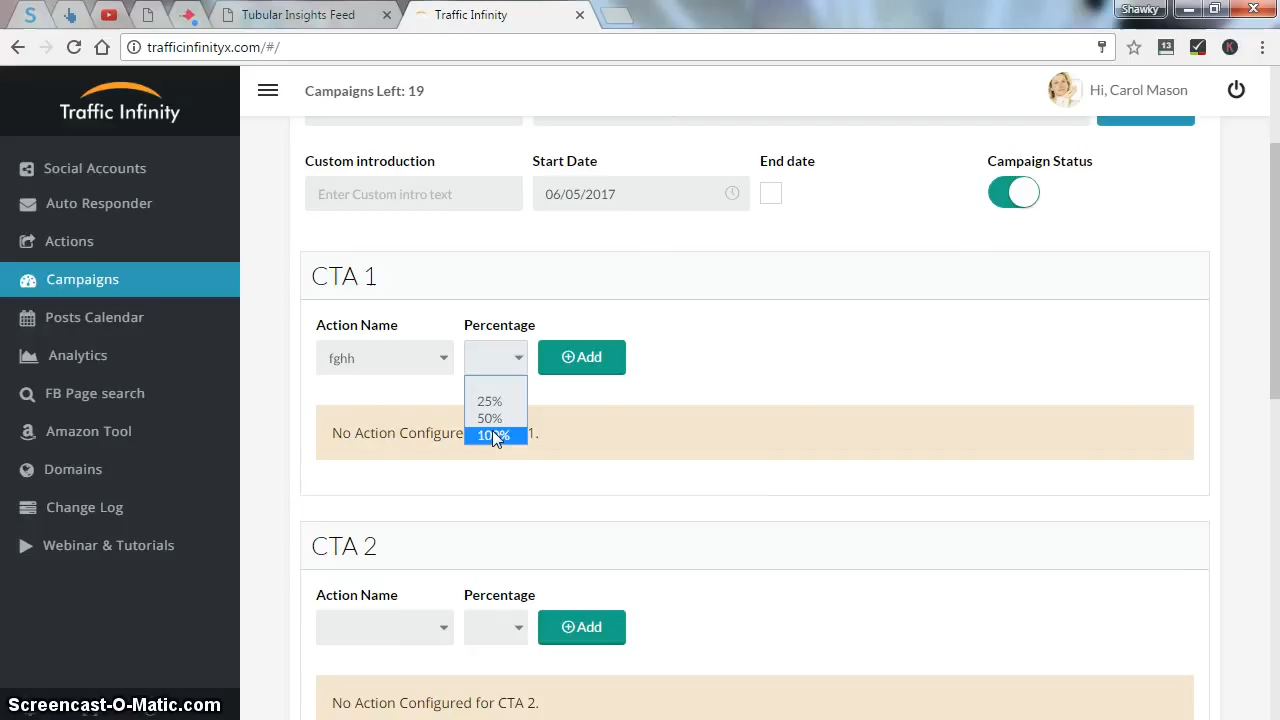 Shawky
Tubular Insights Feed
Traffic Infinity
trafficinfinityx.com/#/
13
K
Traffic Infinity
Campaigns Left: 19
Hi, Carol Mason
Social Accounts
Auto Responder
Actions
Campaigns
Posts Calendar
Analytics
FB Page search
Amazon Tool
Domains
Change Log
Webinar & Tutorials
Custom introduction
Start Date
End date
Campaign Status
Enter Custom intro text
06/05/2017
CTA 1
Action Name
Percentage
fghh
Add
25%
50%
100%
No Action Configure
1.
CTA 2
Action Name
Percentage
Add
No Action Configured for CTA 2.
Screencast-O-Matic.com